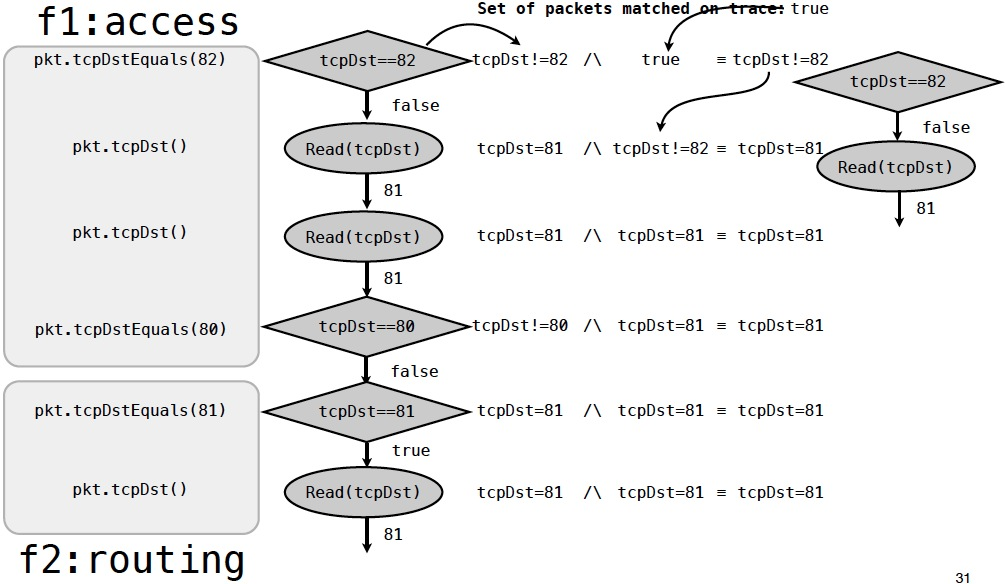 f1:access
Set of packets matched on trace: true
pkt.tcpDstEquals(82) tcpDst==82 tcpDst!=82 /\ true ≡ tcpDst!=82
tcpDst==82
false
false
pkt.tcpDst() Read(tcpDst) tcpDst=81 /\ tcpDst!=82 ≡ tcpDst=81
Read(tcpDst)
81
81
pkt.tcpDst() Read(tcpDst) tcpDst=81 /\ tcpDst=81 ≡ tcpDst=81
81
pkt.tcpDstEquals(80) tcpDst==80 tcpDst!=80 /\ tcpDst=81 ≡ tcpDst=81
false
pkt.tcpDstEquals(81) tcpDst==81 tcpDst=81 /\ tcpDst=81 ≡ tcpDst=81
true
pkt.tcpDst() Read(tcpDst) tcpDst=81 /\ tcpDst=81 ≡ tcpDst=81
81
f2:routing
31